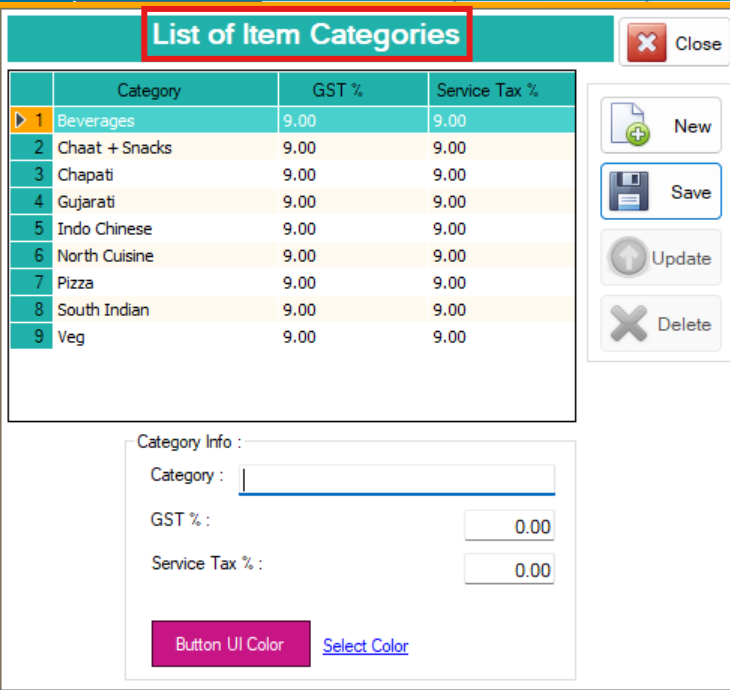 List of Item Categories
Close
Category GST % Service Tax %
1 Beverages 9.00 9.00
2 Chaat + Snacks 9.00 9.00
3 Chapati 9.00 9.00
4 Gujarati 9.00 9.00
5 Indo Chinese 9.00 9.00
6 North Cuisine 9.00 9.00
7 Pizza 9.00 9.00
8 South Indian 9.00 9.00
9 Veg 9.00 9.00
New
Save
Update
Delete
Category Info :
Category :
GST % : 0.00
Service Tax % : 0.00
Button UI Color Select Color